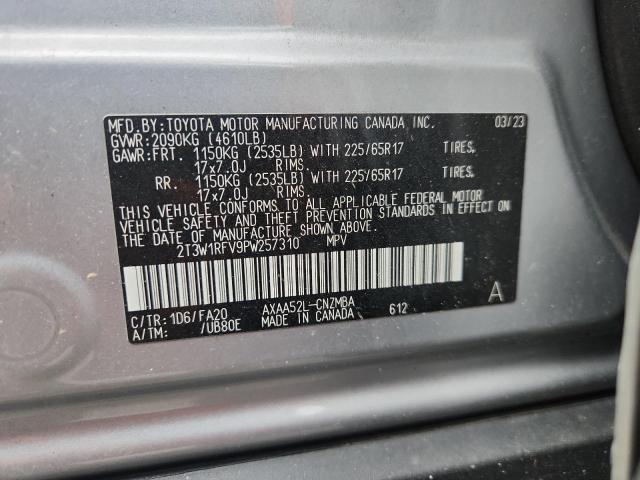 MFD.BY:TOYOTA MOTOR MANUFACTURING CANADA INC. 03/23
GVWR:2090KG (4610LB)
GAWR:FRT. 1150KG (2535LB) WITH 225/65R17 TIRES,
17x7.0J RIMS
RR. 1150KG (2535LB) WITH 225/65R17 TIRES,
17x7.0J RIMS
THIS VEHICLE CONFORMS TO ALL APPLICABLE FEDERAL MOTOR
VEHICLE SAFETY AND THEFT PREVENTION STANDARDS IN EFFECT ON
THE DATE OF MANUFACTURE SHOWN ABOVE.
2T3W1RFV9PW257310 MPV
C/TR:1D6/FA20 AXAA52L-CNZMBA 612 A
A/TM: /UB80E MADE IN CANADA